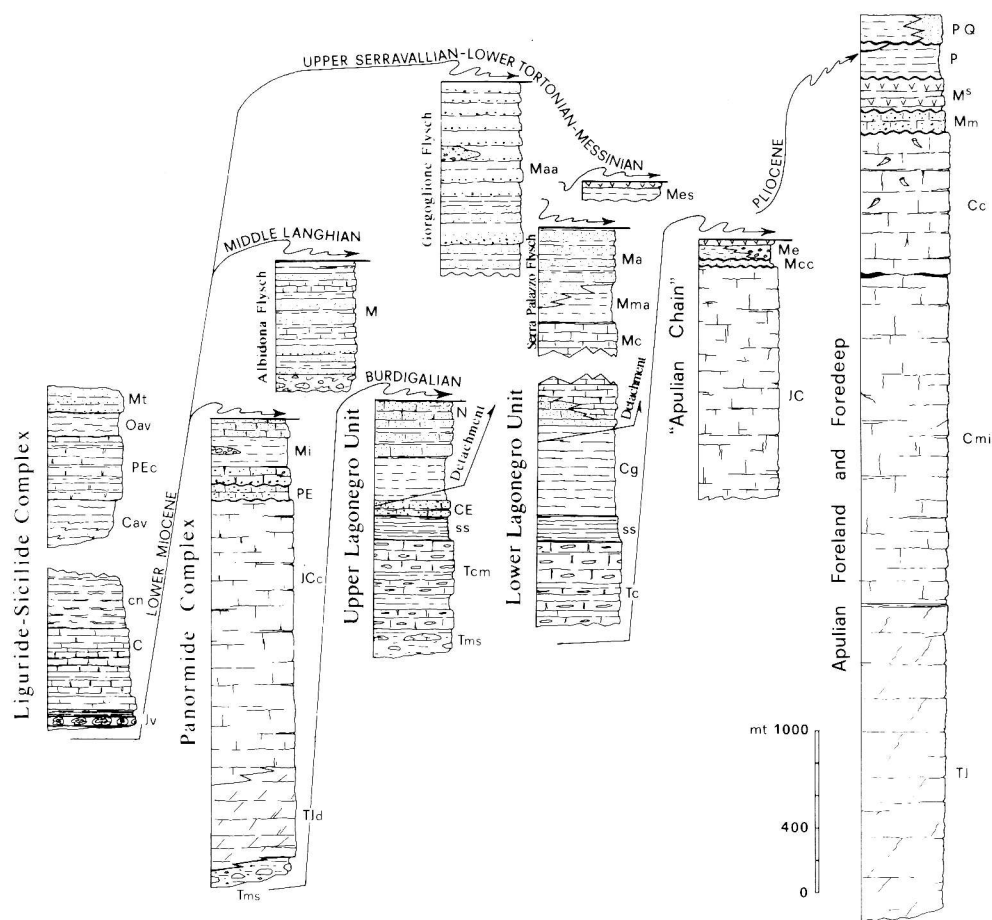 UPPER SERRAVALLIAN-LOWER TORTONIAN-MESSINIAN
Gorgoglione Flysch
Maa
Mes
MIDDLE LANGHIAN
Albidona Flysch
M
Serra Palazzo Flysch
Ma
Mma
Mc
PLIOCENE
"Apulian Chain"
Me
Mcc
JC
Apulian Foreland and Foredeep
PQ
P
Ms
Mm
Cc
Cmi
TJ
Liguride-Sicilide Complex
Mt
Oav
PEc
Cav
cn
C
Jv
LOWER MIOCENE
Panormide Complex
Mi
PE
JCc
TJd
Tms
BURDIGALIAN
Upper Lagonegro Unit
N
Detachment
CE
ss
Tcm
Tms
Lower Lagonegro Unit
Detachment
Cg
ss
Tc
mt 1000
400
0